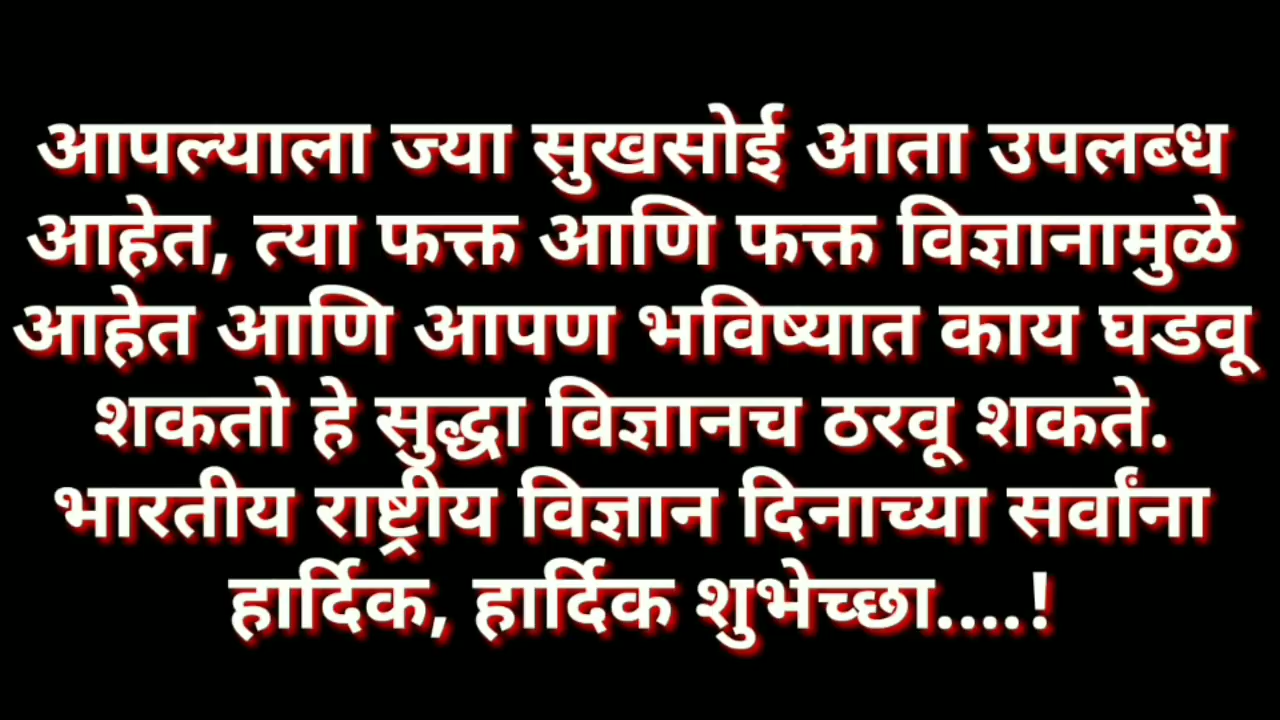 आपल्याला ज्या सुखसोई आता उपलब्ध
आहेत, त्या फक्त आणि फक्त विज्ञानामुळे
आहेत आणि आपण भविष्यात काय घडवू
शकतो हे सुद्धा विज्ञानच ठरवू शकते.
भारतीय राष्ट्रीय विज्ञान दिनाच्या सर्वांना
हार्दिक, हार्दिक शुभेच्छा....!